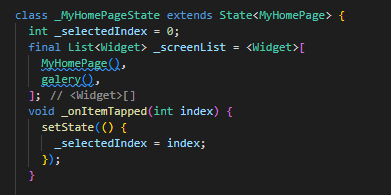 class _MyHomePageState extends State<MyHomePage> {
int _selectedIndex = 0;
final List<Widget> _screenList = <Widget>[
MyHomePage(),
galery(),
]; // <Widget>[]
void _onItemTapped(int index) {
setState(() {
_selectedIndex = index;
});
}